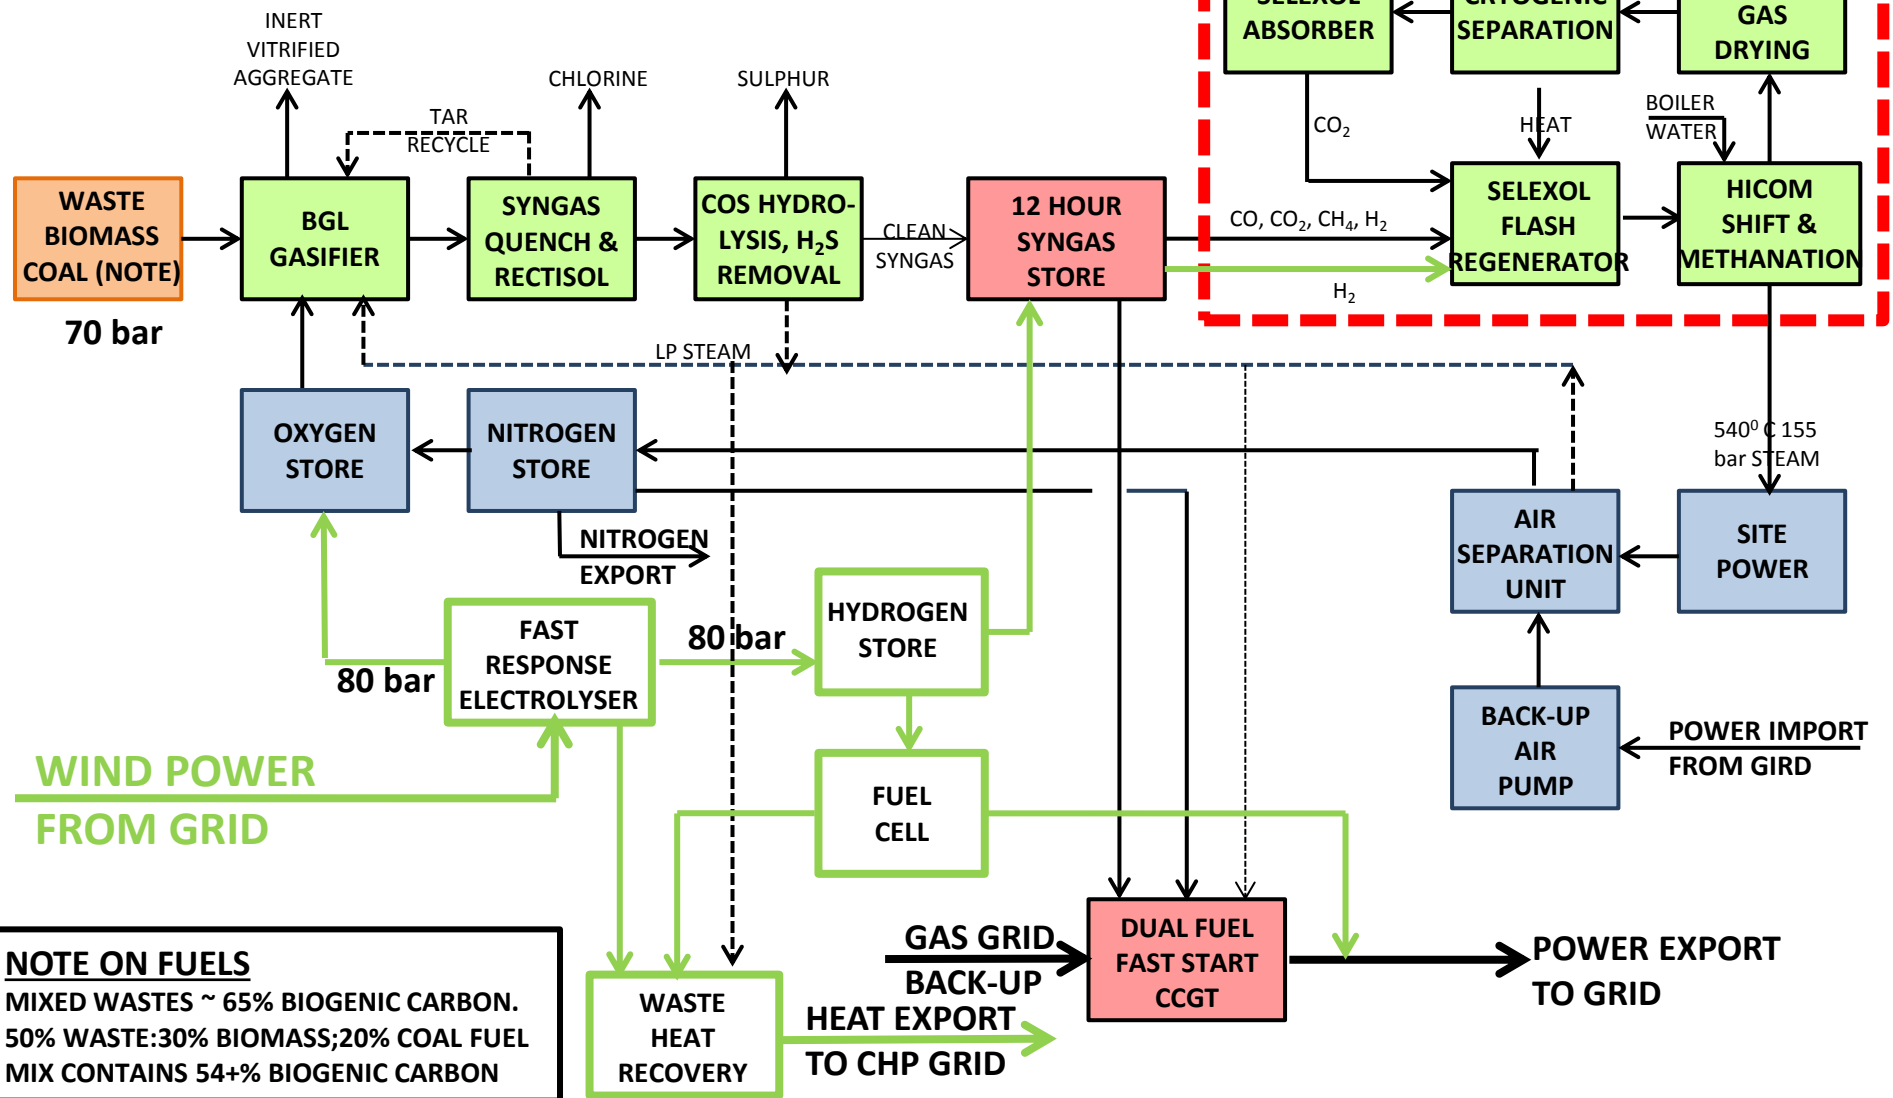 INERT
VITRIFIED
AGGREGATE
CHLORINE
SULPHUR
TAR
RECYCLE
ABSORBER
SEPARATION
GAS
DRYING
CO₂
HEAT
BOILER
WATER
WASTE
BIOMASS
COAL (NOTE)
70 bar
BGL
GASIFIER
SYNGAS
QUENCH &
RECTISOL
COS HYDRO-
LYSIS, H₂S
REMOVAL
CLEAN
SYNGAS
12 HOUR
SYNGAS
STORE
CO, CO₂, CH₄, H₂
H₂
SELEXOL
FLASH
REGENERATOR
HICOM
SHIFT &
METHANATION
LP STEAM
OXYGEN
STORE
NITROGEN
STORE
NITROGEN
EXPORT
540⁰ C 155
bar STEAM
AIR
SEPARATION
UNIT
SITE
POWER
FAST
RESPONSE
ELECTROLYSER
80 bar
80 bar
HYDROGEN
STORE
BACK-UP
AIR
PUMP
POWER IMPORT
FROM GIRD
WIND POWER
FROM GRID
FUEL
CELL
GAS GRID
BACK-UP
DUAL FUEL
FAST START
CCGT
POWER EXPORT
TO GRID
WASTE
HEAT
RECOVERY
HEAT EXPORT
TO CHP GRID
NOTE ON FUELS
MIXED WASTES ~ 65% BIOGENIC CARBON.
50% WASTE:30% BIOMASS;20% COAL FUEL
MIX CONTAINS 54+% BIOGENIC CARBON